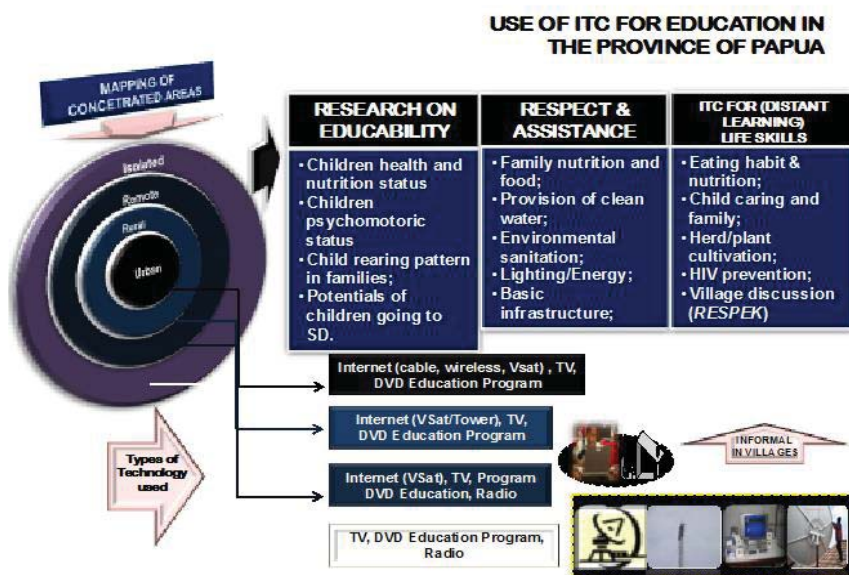 USE OF ITC FOR EDUCATION IN
THE PROVINCE OF PAPUA
MAPPING OF
CONCETRATED AREAS
Isolated
Remote
Rural
Urban
RESEARCH ON
EDUCABILITY
• Children health and
nutrition status
• Children
psychomotoric
status
• Child rearing pattern
in families;
• Potentials of
children going to
SD.
RESPECT &
ASSISTANCE
• Family nutrition and
food;
• Provision of clean
water;
• Environmental
sanitation;
• Lighting/Energy;
• Basic
infrastructure;
ITC FOR (DISTANT
LEARNING)
LIFE SKILLS
• Eating habit &
nutrition;
• Child caring and
family;
• Herd/plant
cultivation;
• HIV prevention;
• Village discussion
(RESPEK)
Internet (cable, wireless, Vsat) , TV,
DVD Education Program
Internet (VSat/Tower), TV,
DVD Education Program
Internet (VSat), TV, Program
DVD Education, Radio
TV, DVD Education Program,
Radio
Types of
Technology
used
INFORMAL
IN VILLAGES